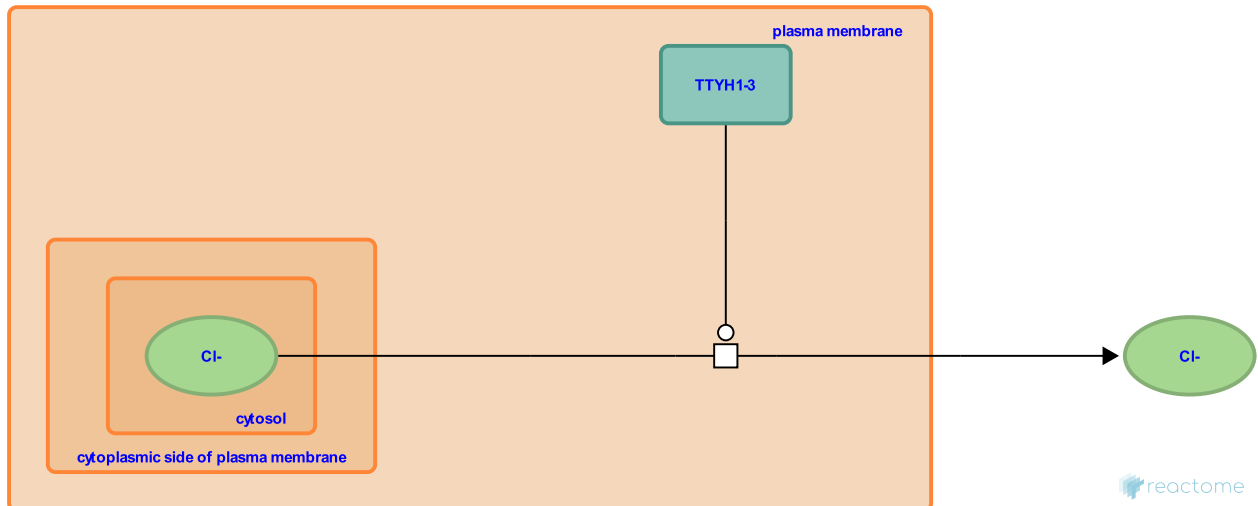 plasma membrane
TTYH1-3
Cl-
Cl-
cytosol
cytoplasmic side of plasma membrane
reactome